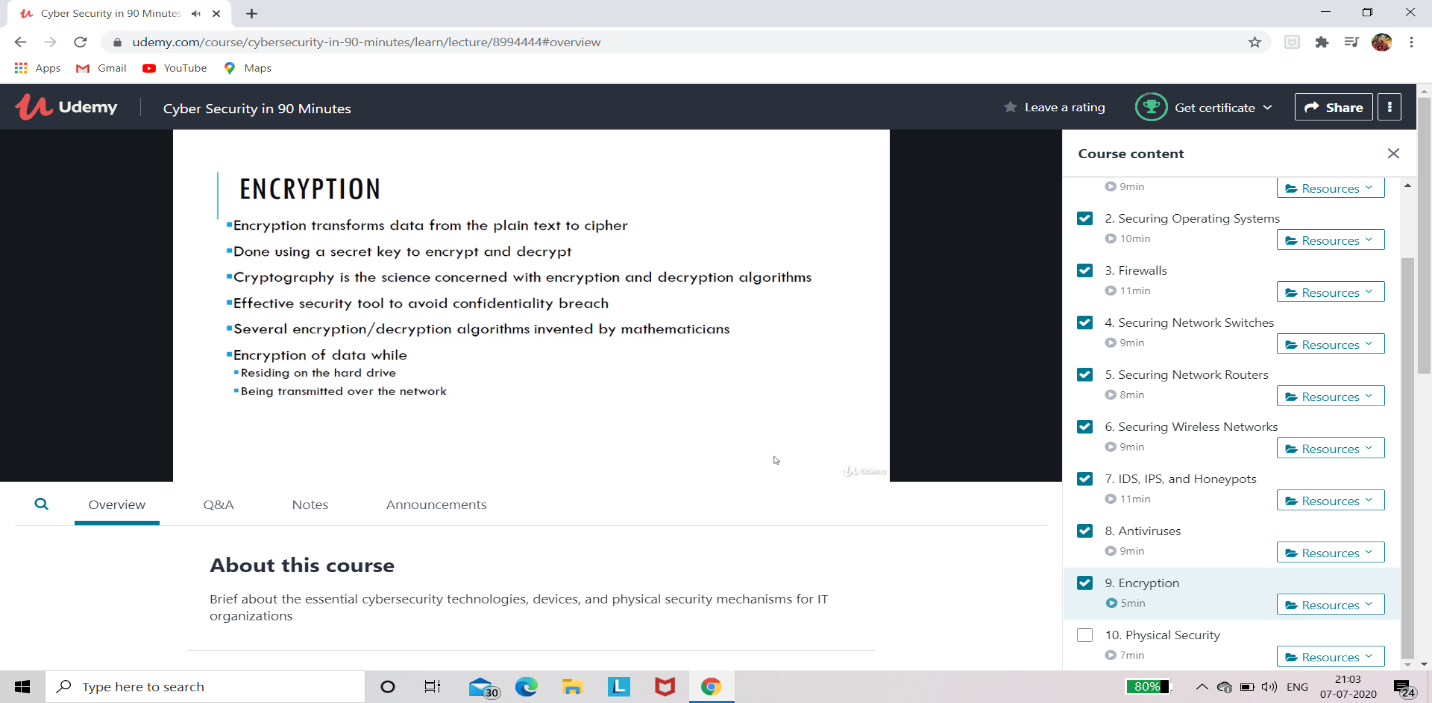 Cyber Security in 90 Minutes
udemy.com/course/cybersecurity-in-90-minutes/learn/lecture/8994444#overview
Apps Gmail YouTube Maps
Udemy Cyber Security in 90 Minutes Leave a rating Get certificate Share
ENCRYPTION
Encryption transforms data from the plain text to cipher
Done using a secret key to encrypt and decrypt
Cryptography is the science concerned with encryption and decryption algorithms
Effective security tool to avoid confidentiality breach
Several encryption/decryption algorithms invented by mathematicians
Encryption of data while
Residing on the hard drive
Being transmitted over the network
Udemy
Course content
9min Resources
2. Securing Operating Systems
10min Resources
3. Firewalls
11min Resources
4. Securing Network Switches
9min Resources
5. Securing Network Routers
8min Resources
6. Securing Wireless Networks
9min Resources
7. IDS, IPS, and Honeypots
11min Resources
8. Antiviruses
9min Resources
9. Encryption
5min Resources
10. Physical Security
7min Resources
Overview Q&A Notes Announcements
About this course
Brief about the essential cybersecurity technologies, devices, and physical security mechanisms for IT
organizations
Type here to search 30 L 80% ENG 21:03
07-07-2020 24